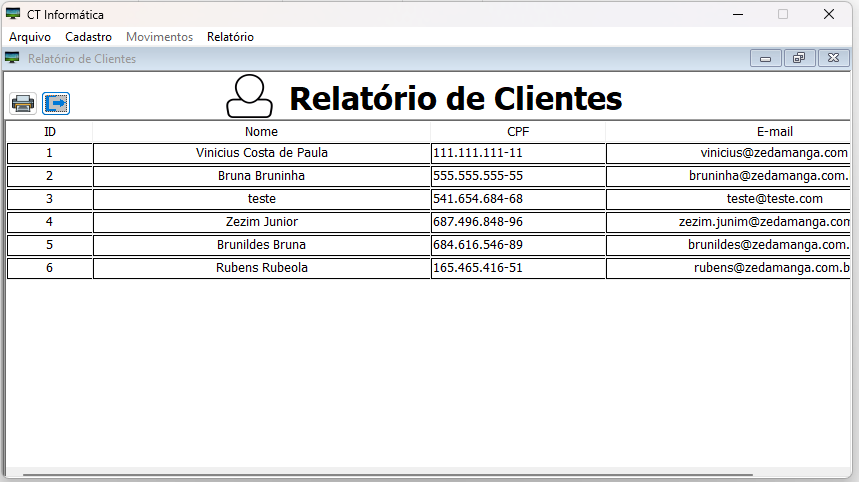 CT Informática
Arquivo Cadastro Movimentos Relatório
Relatório de Clientes
Relatório de Clientes
ID Nome CPF E-mail
1 Vinicius Costa de Paula 111.111.111-11 vinicius@zedamanga.com
2 Bruna Bruninha 555.555.555-55 bruninha@zedamanga.com.
3 teste 541.654.684-68 teste@teste.com
4 Zezim Junior 687.496.848-96 zezim.junim@zedamanga.com
5 Brunildes Bruna 684.616.546-89 brunildes@zedamanga.com.
6 Rubens Rubeola 165.465.416-51 rubens@zedamanga.com.b